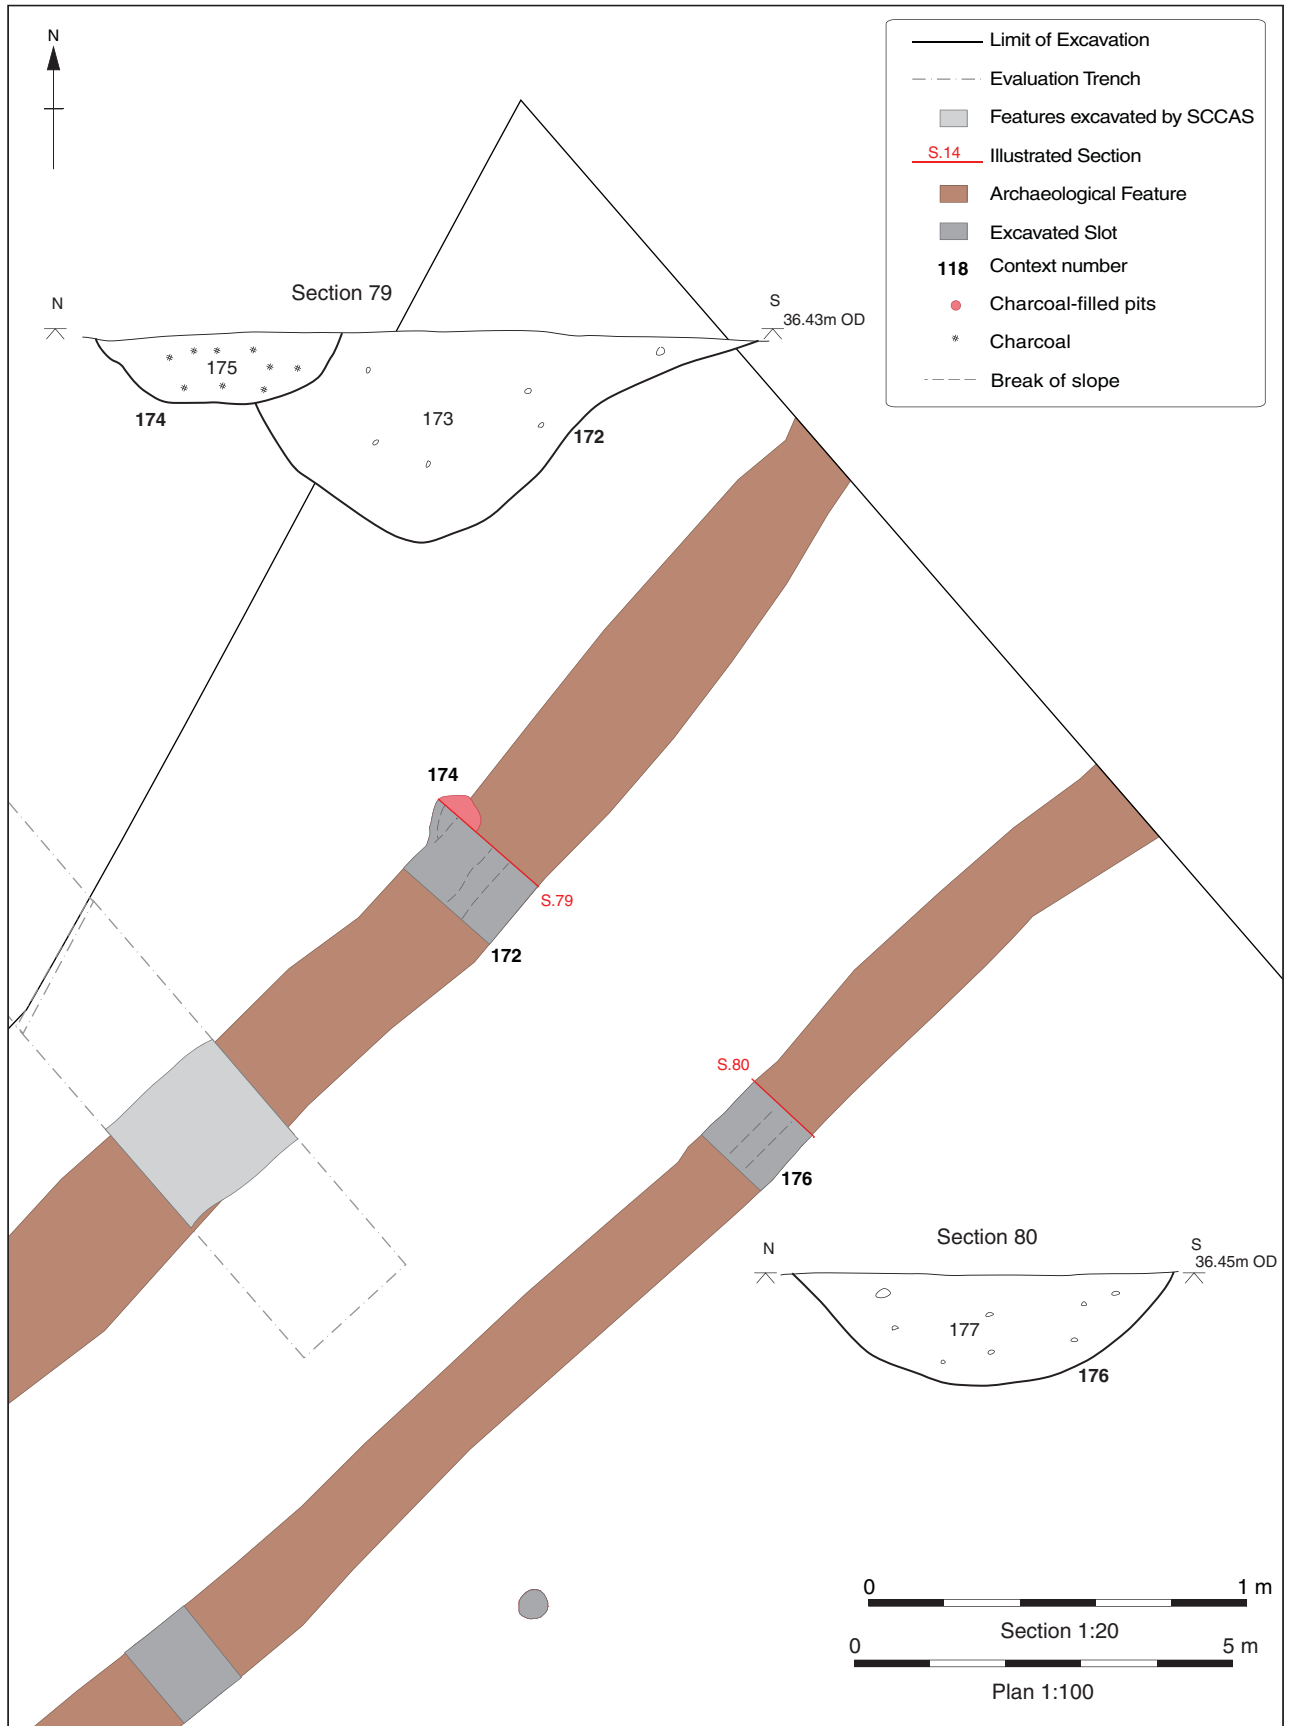 N
Limit of Excavation
Evaluation Trench
Features excavated by SCCAS
S.14 Illustrated Section
Archaeological Feature
Excavated Slot
118 Context number
Charcoal-filled pits
Charcoal
Break of slope
Section 79
N
S
36.43m OD
175
174
173
172
174
S.79
172
S.80
176
Section 80
N
S
36.45m OD
177
176
0 1 m
Section 1:20
0 5 m
Plan 1:100